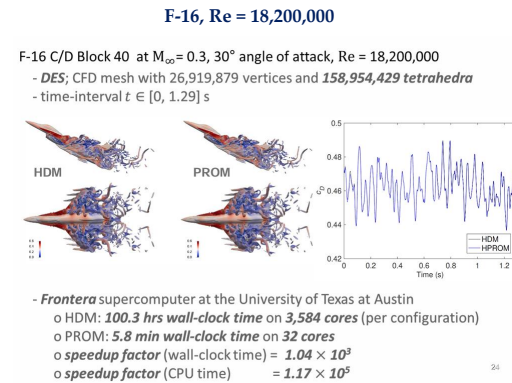 F-16, Re = 18,200,000
F-16 C/D Block 40 at M∞ = 0.3, 30° angle of attack, Re = 18,200,000
- DES; CFD mesh with 26,919,879 vertices and 158,954,429 tetrahedra
- time-interval t ∈ [0, 1.29] s
HDM
PROM
0.5
0.48
0.46
0.44
0.42
0 0.2 0.4 0.6 0.8 1 1.2
Time (s)
HDM
HPROM
- Frontera supercomputer at the University of Texas at Austin
o HDM: 100.3 hrs wall-clock time on 3,584 cores (per configuration)
o PROM: 5.8 min wall-clock time on 32 cores
o speedup factor (wall-clock time) = 1.04 × 10³
o speedup factor (CPU time) = 1.17 × 10⁵
24